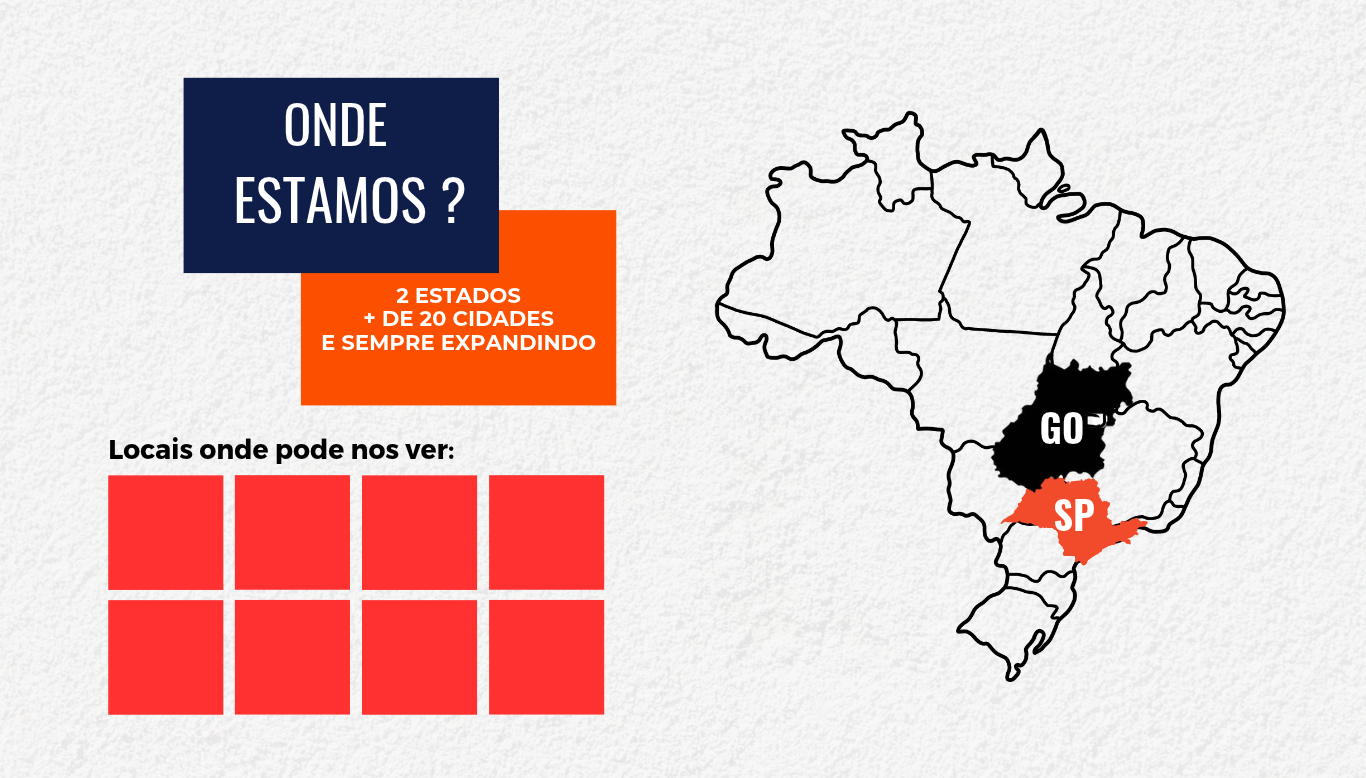 ONDE
ESTAMOS ?
2 ESTADOS
+ DE 20 CIDADES
E SEMPRE EXPANDINDO
Locais onde pode nos ver:
GO
SP